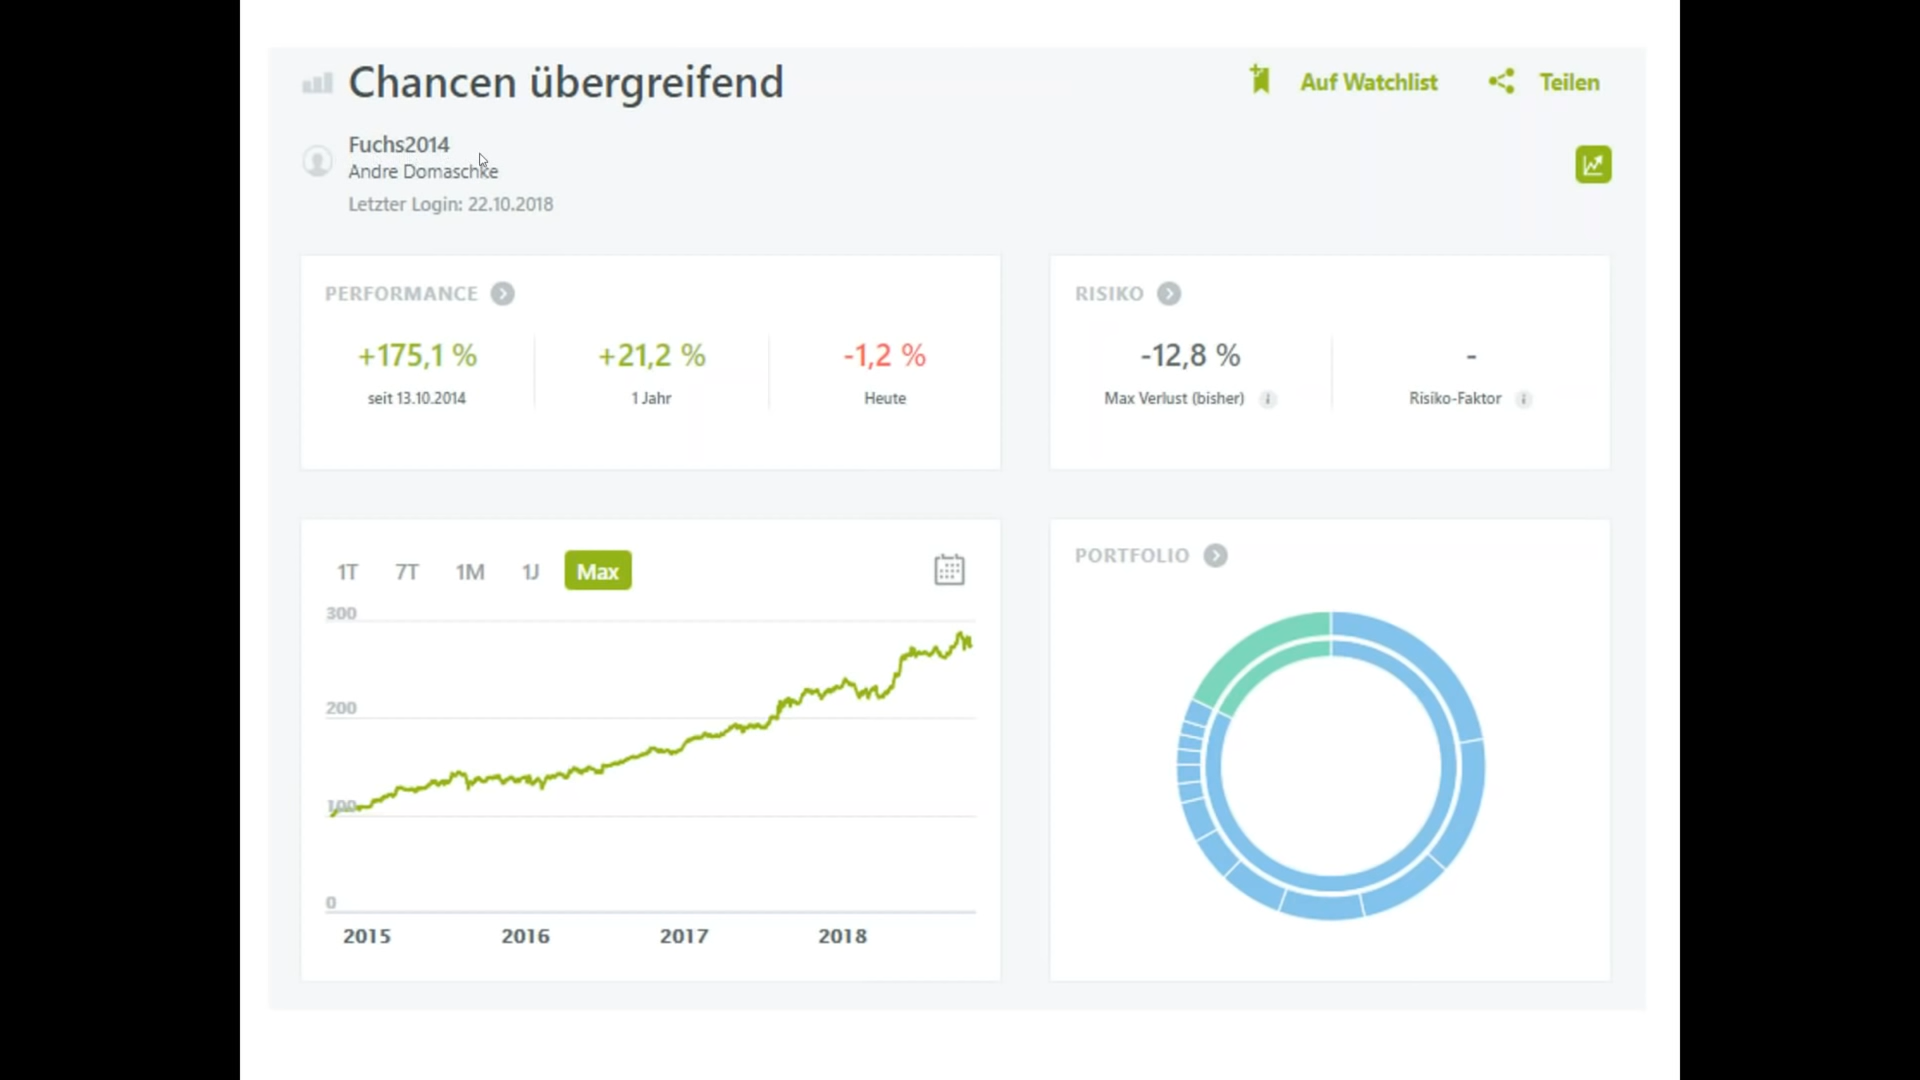 Chancen übergreifend
Auf Watchlist
Teilen
Fuchs2014
Andre Domaschke
Letzter Login: 22.10.2018
PERFORMANCE
+175,1 %
seit 13.10.2014
+21,2 %
1 Jahr
-1,2 %
Heute
RISIKO
-12,8 %
Max Verlust (bisher) i
-
Risiko-Faktor i
1T 7T 1M 1J Max
300
200
100
0
2015 2016 2017 2018
PORTFOLIO